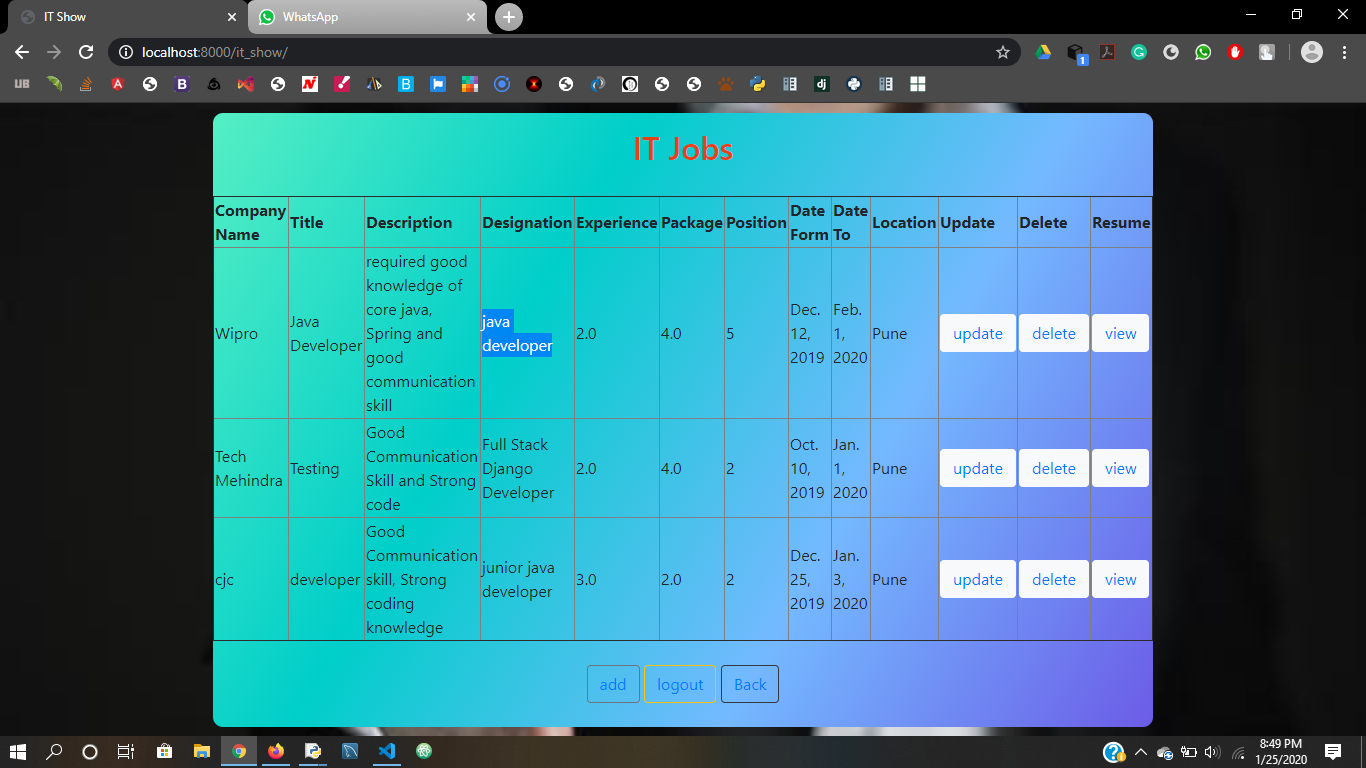 IT Show
WhatsApp
localhost:8000/it_show/
UB
B
N
B
dj
1
IT Jobs
Company Name Title Description Designation Experience Package Position Date Form Date To Location Update Delete Resume
Wipro
Java
Developer
required good
knowledge of
core java,
Spring and
good
communication
skill
java
developer
2.0
4.0
5
Dec.
12,
2019
Feb.
1,
2020
Pune
update
delete
view
Tech
Mehindra
Testing
Good
Communication
Skill and Strong
code
Full Stack
Django
Developer
2.0
4.0
2
Oct.
10,
2019
Jan.
1,
2020
Pune
update
delete
view
cjc
developer
Good
Communication
skill, Strong
coding
knowledge
junior java
developer
3.0
2.0
2
Dec.
25,
2019
Jan.
3,
2020
Pune
update
delete
view
add
logout
Back
8:49 PM
1/25/2020